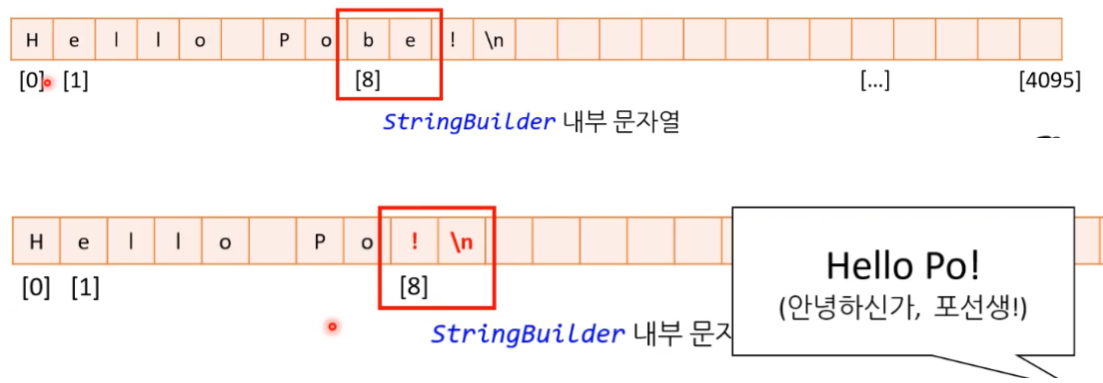 H e l l o P o b e ! \n
[0] [1] [8] [...] [4095]
StringBuilder 내부 문자열
H e l l o P o ! \n
[0] [1] [8]
StringBuilder 내부 문자
Hello Po!
(안녕하신가, 포선생!)